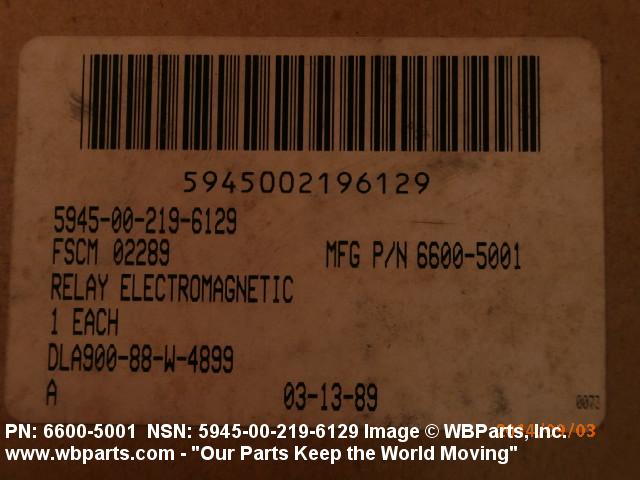 5945002196129
5945-00-219-6129
FSCM 02289 MFG P/N 6600-5001
RELAY ELECTROMAGNETIC
1 EACH
DLA900-88-W-4899
A 03-13-89
0073
PN: 6600-5001 NSN: 5945-00-219-6129 Image © WBParts, Inc.
www.wbparts.com - "Our Parts Keep the World Moving"